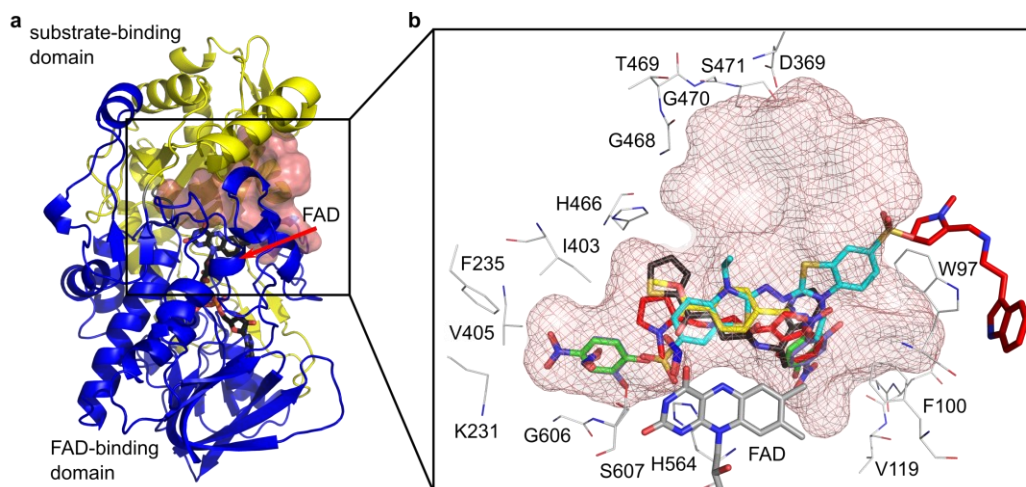 a
substrate-binding
domain
FAD
FAD-binding
domain
b
T469
S471
D369
G470
G468
H466
I403
F235
W97
V405
K231
G606
S607
H564
FAD
F100
V119